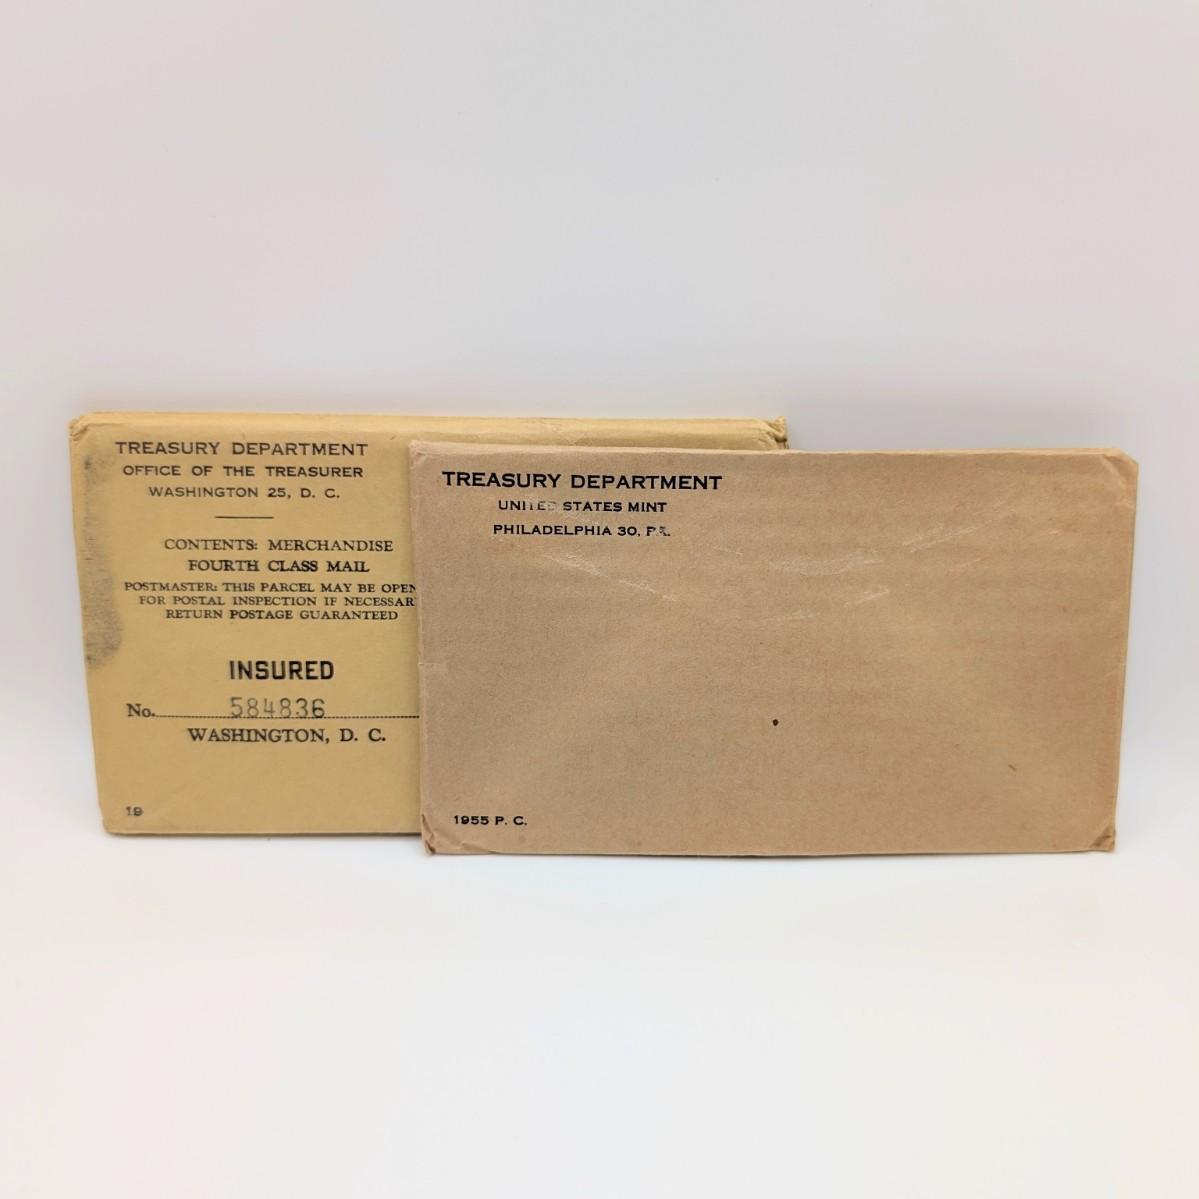 TREASURY DEPARTMENT
OFFICE OF THE TREASURER
WASHINGTON 25, D. C.
CONTENTS: MERCHANDISE
FOURTH CLASS MAIL
POSTMASTER: THIS PARCEL MAY BE OPEN
FOR POSTAL INSPECTION IF NECESSAR
RETURN POSTAGE GUARANTEED
INSURED
No. 584836
WASHINGTON, D. C.
19
TREASURY DEPARTMENT
UNITED STATES MINT
PHILADELPHIA 30, PA.
1955 P. C.